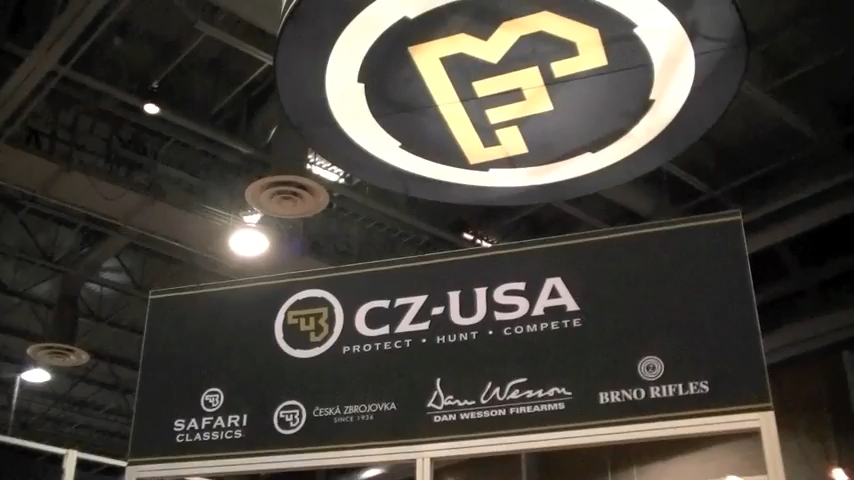 CZ-USA
PROTECT • HUNT • COMPETE
SAFARI
CLASSICS
ČESKÁ ZBROJOVKA
SINCE 1936
Dan Wesson
DAN WESSON FIREARMS
BRNO RIFLES